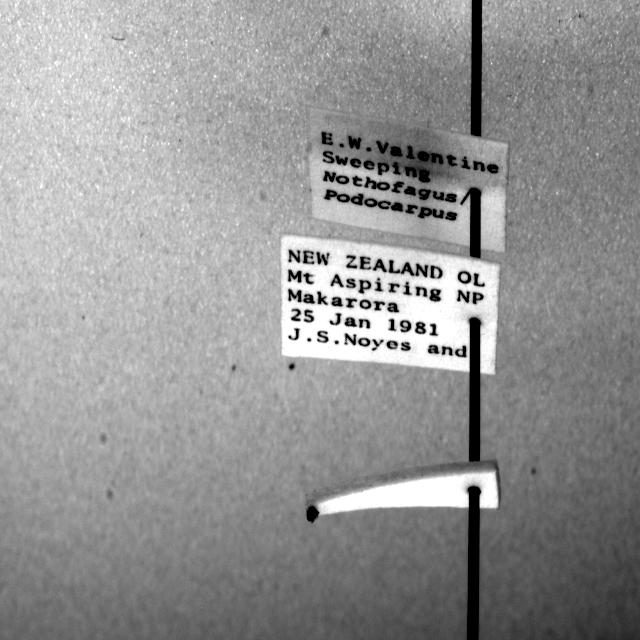 E.W.Valentine
Sweeping
Nothofagus
Podocarpus
NEW ZEALAND OL
Mt Aspiring NP
Makarora
25 Jan 1981
J.S.Noyes and